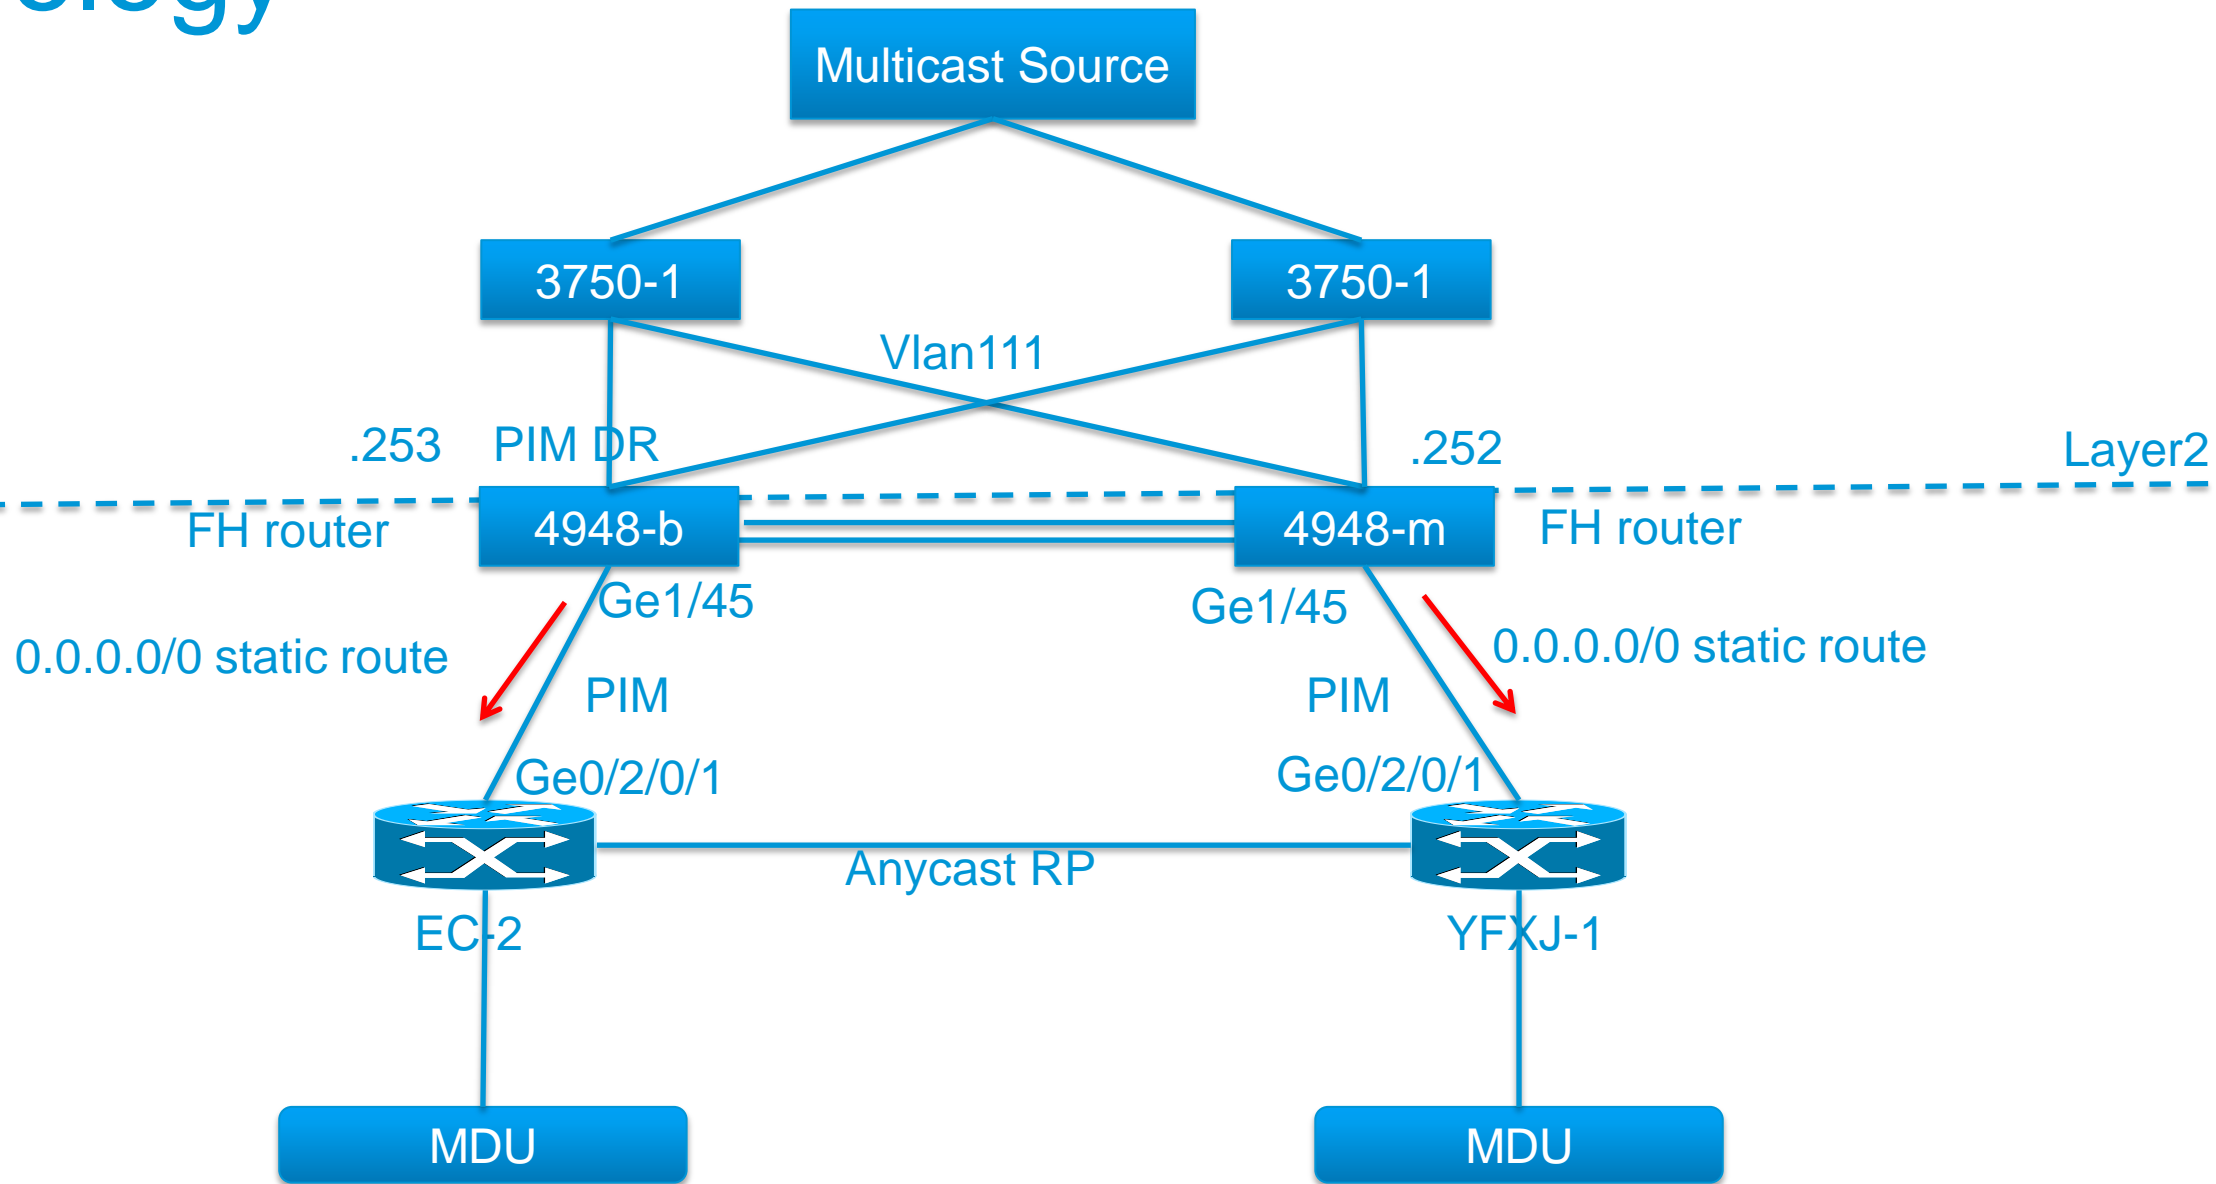 Multicast Source
3750-1
3750-1
Vlan111
.253
PIM DR
.252
Layer2
FH router
4948-b
4948-m
FH router
Ge1/45
Ge1/45
0.0.0.0/0 static route
0.0.0.0/0 static route
PIM
PIM
Ge0/2/0/1
Ge0/2/0/1
Anycast RP
EC-2
YFXJ-1
MDU
MDU